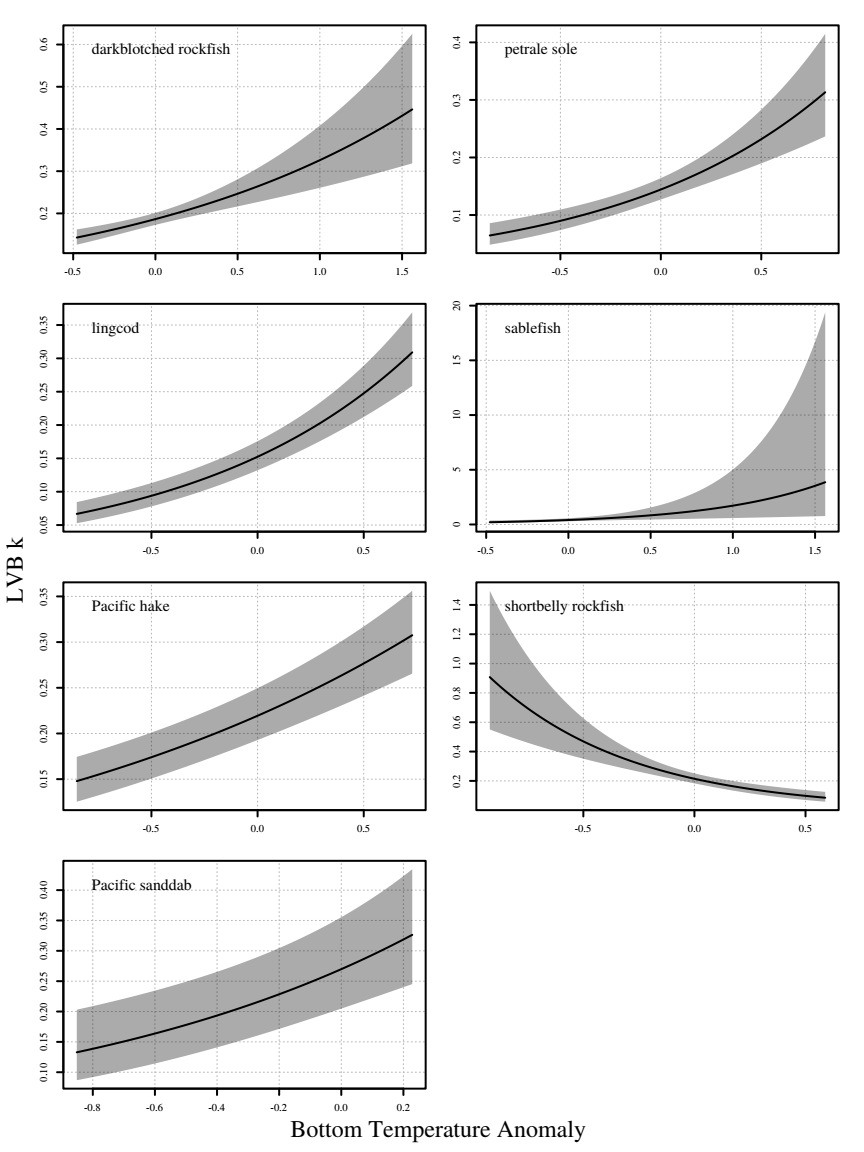 darkblotched rockfish
0.2 0.3 0.4 0.5 0.6
-0.5 0.0 0.5 1.0 1.5
petrale sole
0.1 0.2 0.3 0.4
-0.5 0.0 0.5
lingcod
0.05 0.10 0.15 0.20 0.25 0.30 0.35
-0.5 0.0 0.5
sablefish
0 5 10 15 20
-0.5 0.0 0.5 1.0 1.5
LVB k
Pacific hake
0.15 0.20 0.25 0.30 0.35
-0.5 0.0 0.5
shortbelly rockfish
0.2 0.4 0.6 0.8 1.0 1.2 1.4
-0.5 0.0 0.5
Pacific sanddab
0.10 0.15 0.20 0.25 0.30 0.35 0.40
-0.8 -0.6 -0.4 -0.2 0.0 0.2
Bottom Temperature Anomaly